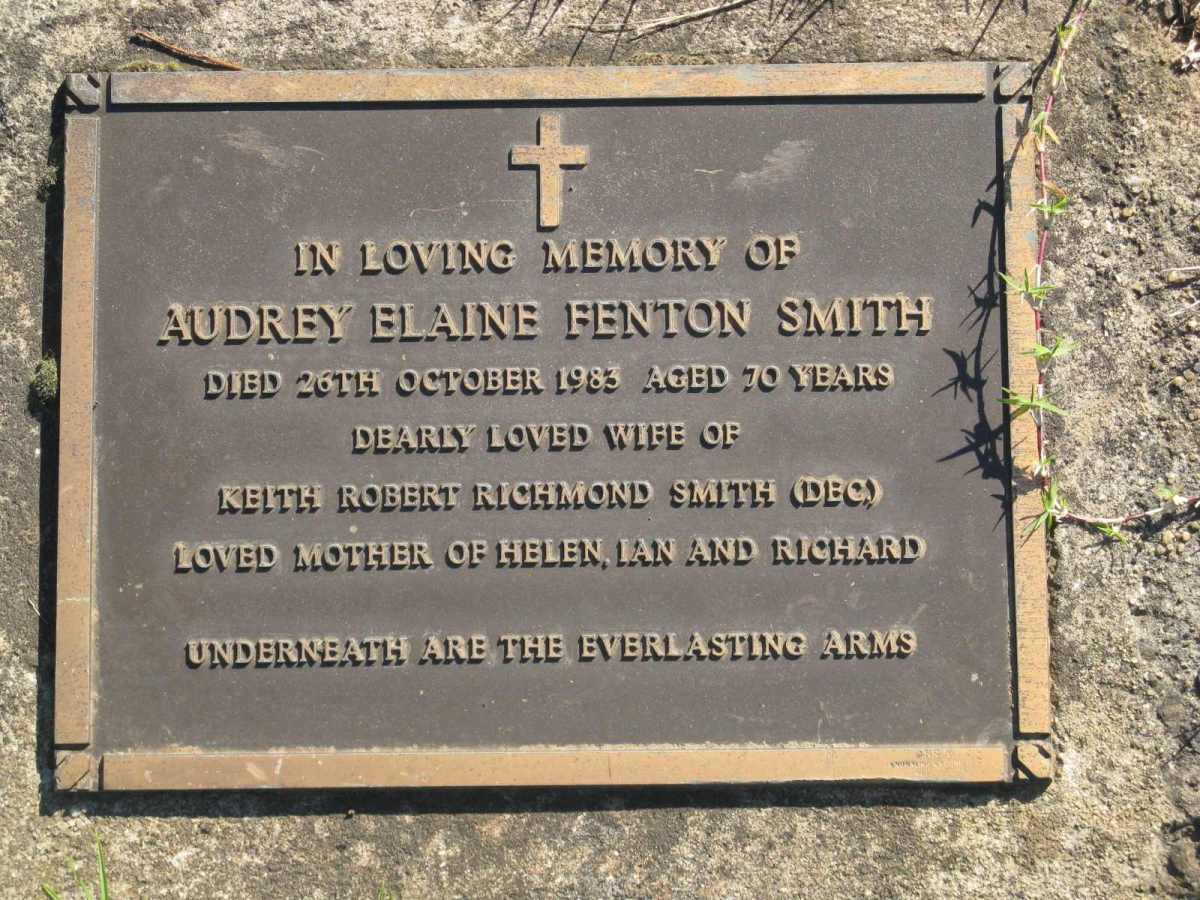 IN LOVING MEMORY OF
AUDREY ELAINE FENTON SMITH
DIED 26TH OCTOBER 1983 AGED 70 YEARS
DEARLY LOVED WIFE OF
KEITH ROBERT RICHMOND SMITH (DEC,)
LOVED MOTHER OF HELEN, IAN AND RICHARD
UNDERNEATH ARE THE EVERLASTING ARMS